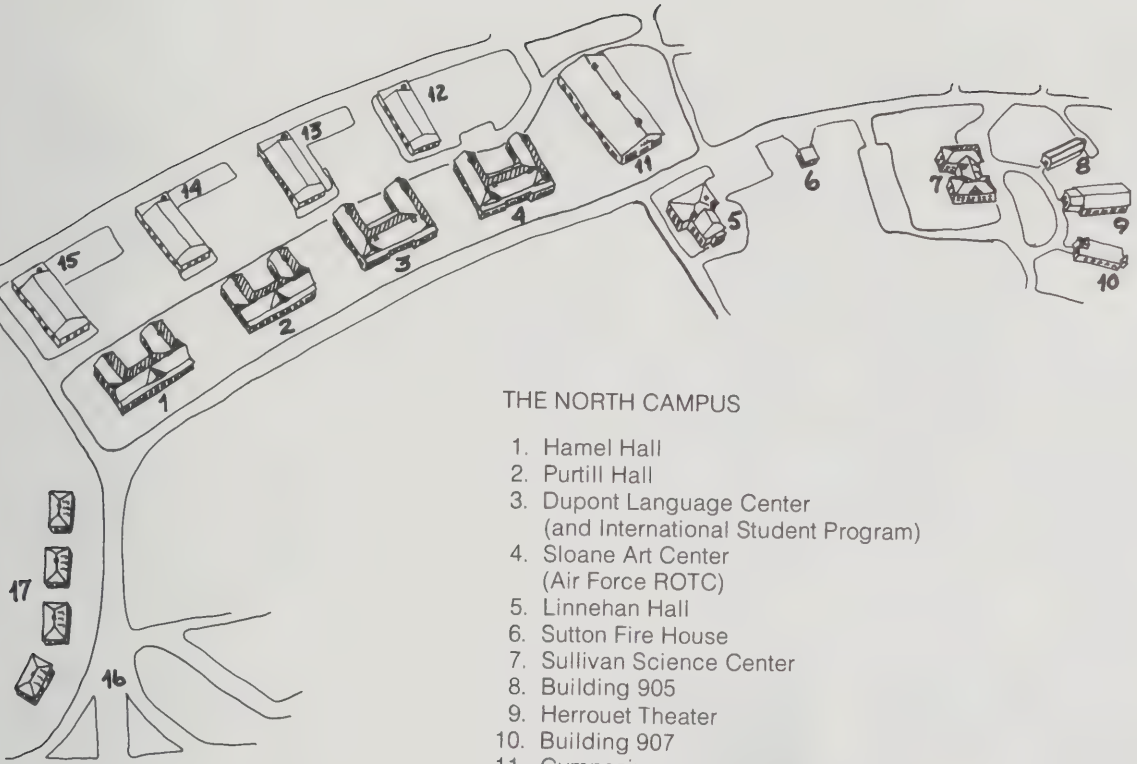 12
13
11
14
8
7
6
4
5
9
15
3
10
2
1
THE NORTH CAMPUS
1. Hamel Hall
2. Purtill Hall
3. Dupont Language Center
(and International Student Program)
4. Sloane Art Center
(Air Force ROTC)
5. Linnehan Hall
6. Sutton Fire House
7. Sullivan Science Center
8. Building 905
9. Herrouet Theater
10. Building 907
11.
17
16